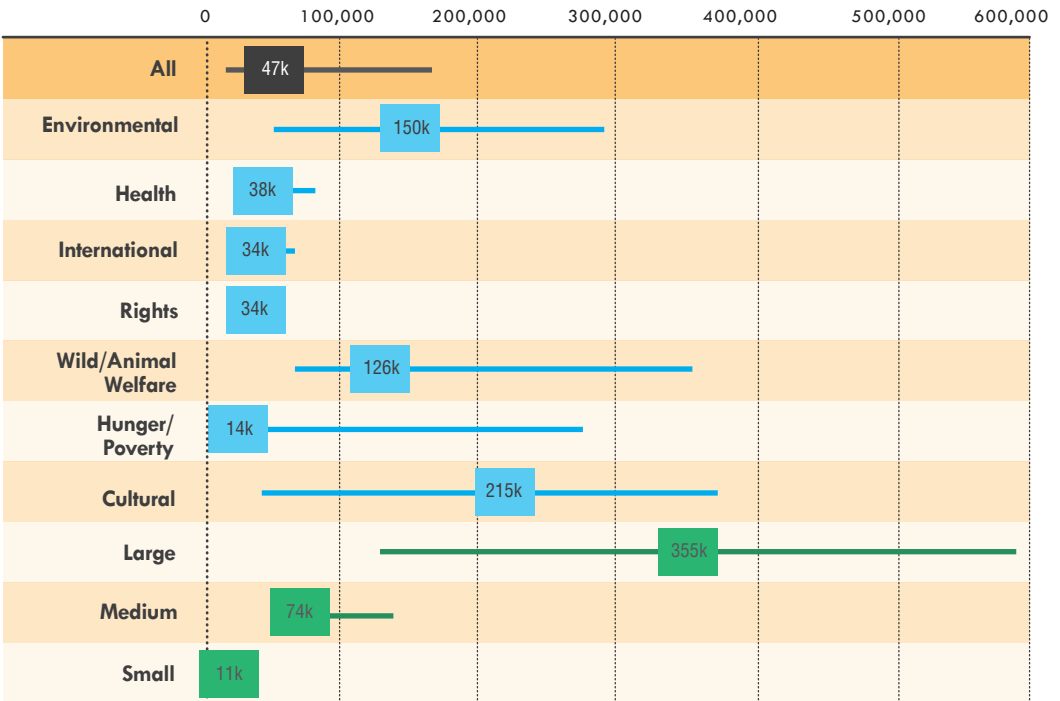 0 100,000 200,000 300,000 400,000 500,000 600,000
All 47k
Environmental 150k
Health 38k
International 34k
Rights 34k
Wild/Animal
Welfare 126k
Hunger/
Poverty 14k
Cultural 215k
Large 355k
Medium 74k
Small 11k